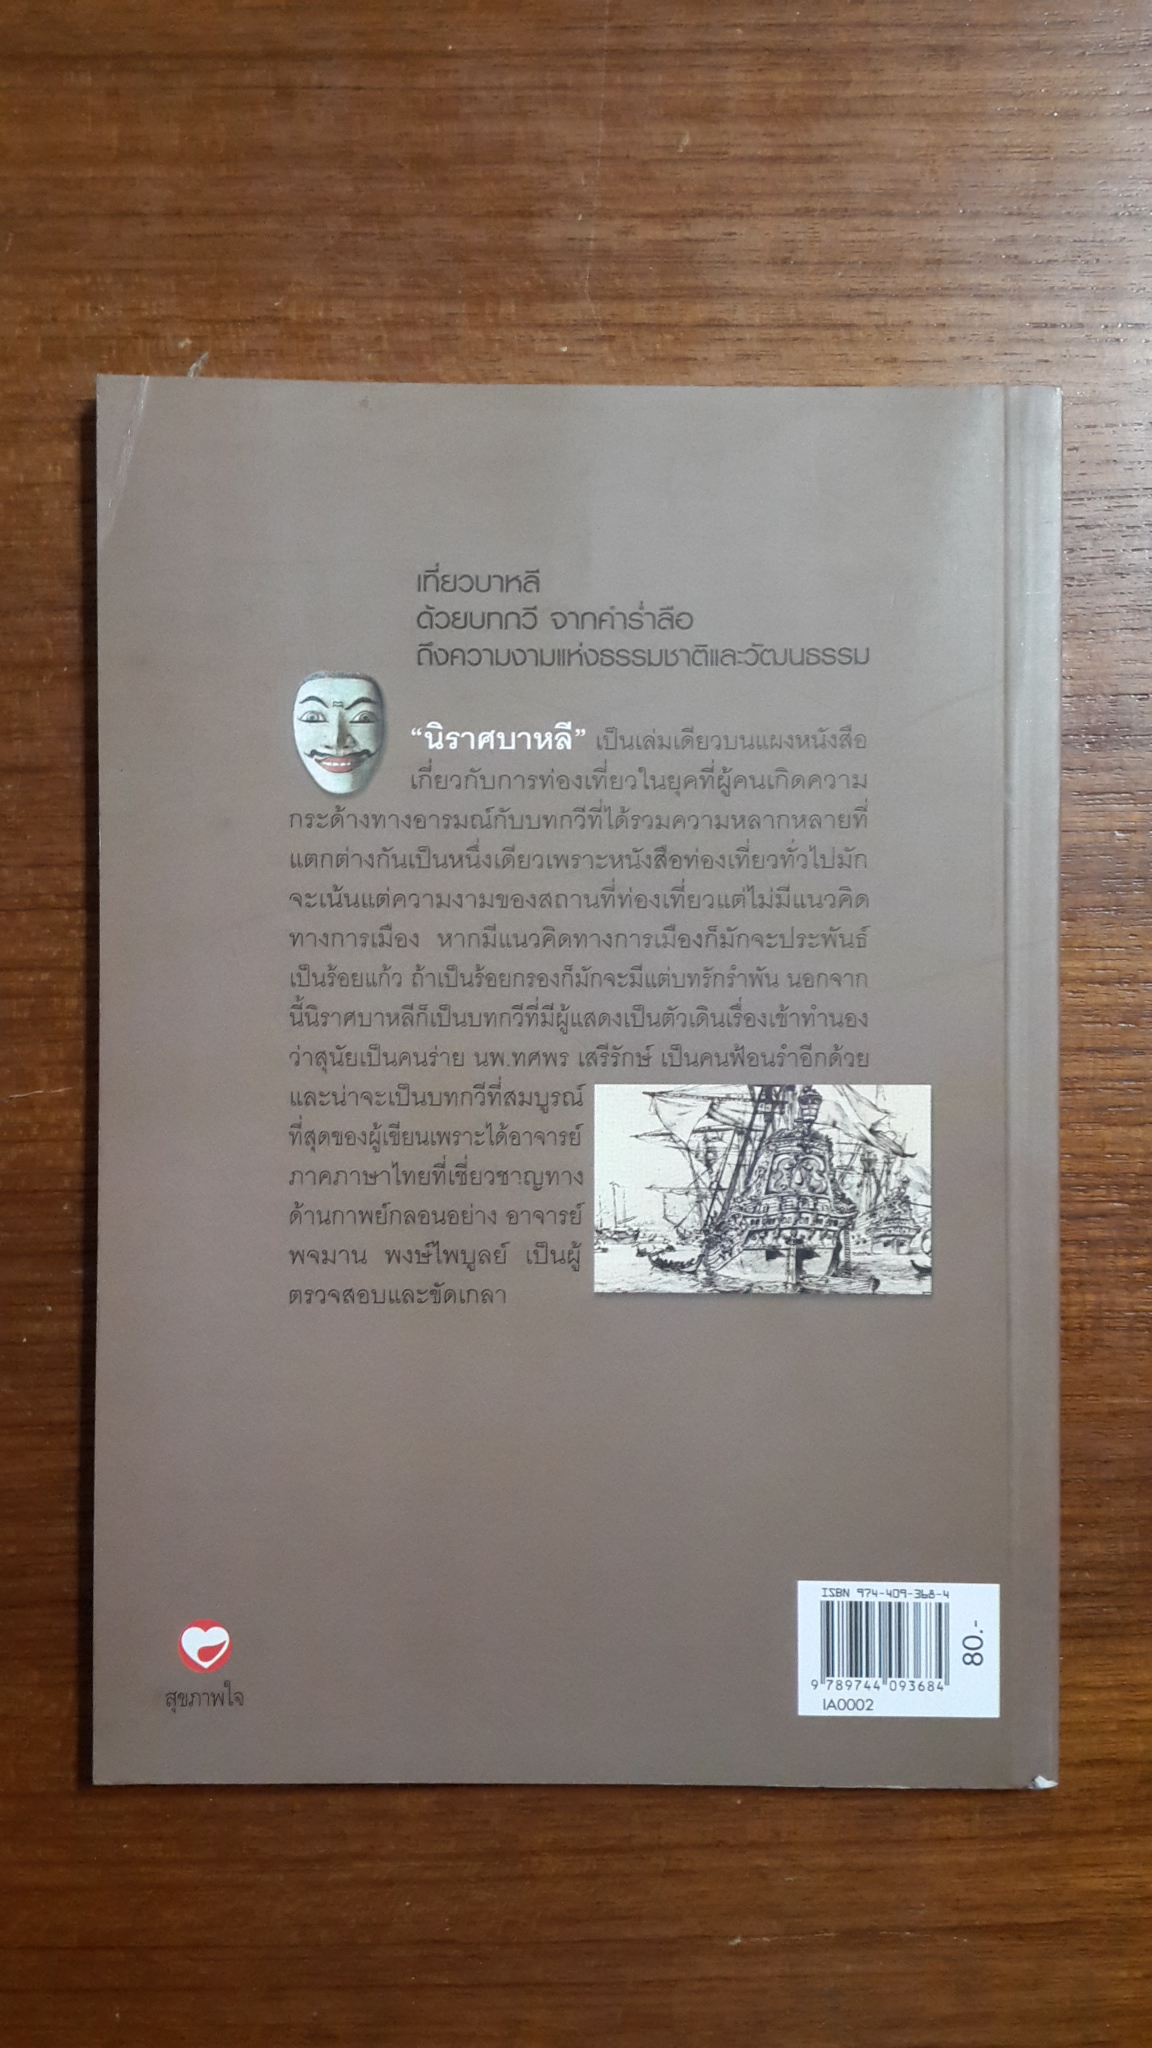 เที่ยวบาหลี
ด้วยบทกวี จากคำร่ำลือ
ถึงความงามแห่งธรรมชาติและวัฒนธรรม
“นิราศบาหลี” เป็นเล่มเดียวบนแผงหนังสือ
เกี่ยวกับการท่องเที่ยวในยุคที่ผู้คนเกิดความ
กระด้างทางอารมณ์กับบทกวีที่ได้รวมความหลากหลายที่
แตกต่างกันเป็นหนึ่งเดียวเพราะหนังสือท่องเที่ยวทั่วไปมัก
จะเน้นแต่ความงามของสถานที่ท่องเที่ยวแต่ไม่มีแนวคิด
ทางการเมือง หากมีแนวคิดทางการเมืองก็มักจะประพันธ์
เป็นร้อยแก้ว ถ้าเป็นร้อยกรองก็มักจะมีแต่บทรักรำพัน นอกจาก
นี้นิราศบาหลีก็เป็นบทกวีที่มีผู้แสดงเป็นตัวเดินเรื่องเข้าทำนอง
ว่าสุนัยเป็นคนร่าย นพ.ทศพร เสรีรักษ์ เป็นคนฟ้อนรำอีกด้วย
และน่าจะเป็นบทกวีที่สมบูรณ์
ที่สุดของผู้เขียนเพราะได้อาจารย์
ภาคภาษาไทยที่เชี่ยวชาญทาง
ด้านกาพย์กลอนอย่าง อาจารย์
พจมาน พงษ์ไพบูลย์ เป็นผู้
ตรวจสอบและขัดเกลา
สุขภาพใจ
ISBN 974-409-368-4
9 789744 093684
80.-
IA0002